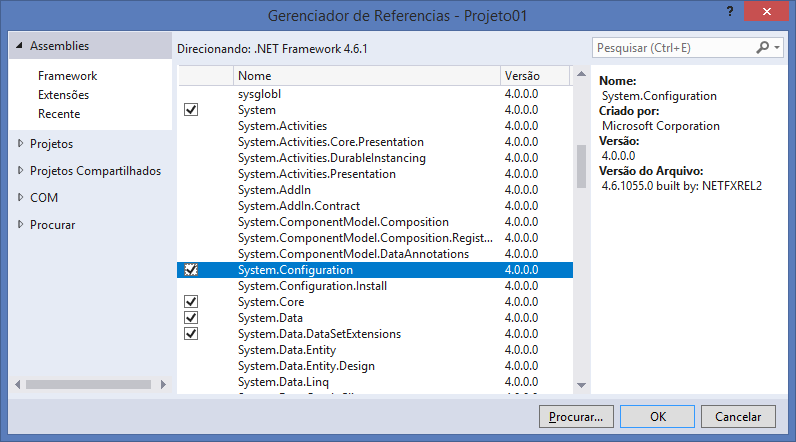 Gerenciador de Referencias - Projeto01
?
Assemblies
Framework
Extensões
Recente
Projetos
Projetos Compartilhados
COM
Procurar
Direcionando: .NET Framework 4.6.1
Nome Versão
sysglobl 4.0.0.0
System 4.0.0.0
System.Activities 4.0.0.0
System.Activities.Core.Presentation 4.0.0.0
System.Activities.DurableInstancing 4.0.0.0
System.Activities.Presentation 4.0.0.0
System.AddIn 4.0.0.0
System.AddIn.Contract 4.0.0.0
System.ComponentModel.Composition 4.0.0.0
System.ComponentModel.Composition.Regist... 4.0.0.0
System.ComponentModel.DataAnnotations 4.0.0.0
System.Configuration 4.0.0.0
System.Configuration.Install 4.0.0.0
System.Core 4.0.0.0
System.Data 4.0.0.0
System.Data.DataSetExtensions 4.0.0.0
System.Data.Entity 4.0.0.0
System.Data.Entity.Design 4.0.0.0
System.Data.Linq 4.0.0.0
Pesquisar (Ctrl+E)
Nome:
System.Configuration
Criado por:
Microsoft Corporation
Versão:
4.0.0.0
Versão do Arquivo:
4.6.1055.0 built by: NETFXREL2
Procurar... OK Cancelar